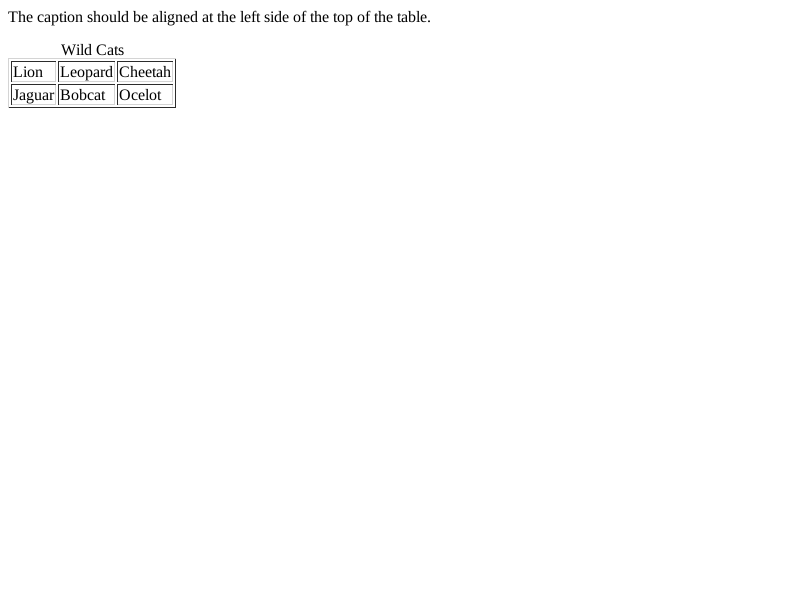 The caption should be aligned at the left side of the top of the table.
Wild Cats
Lion Leopard Cheetah
Jaguar Bobcat Ocelot